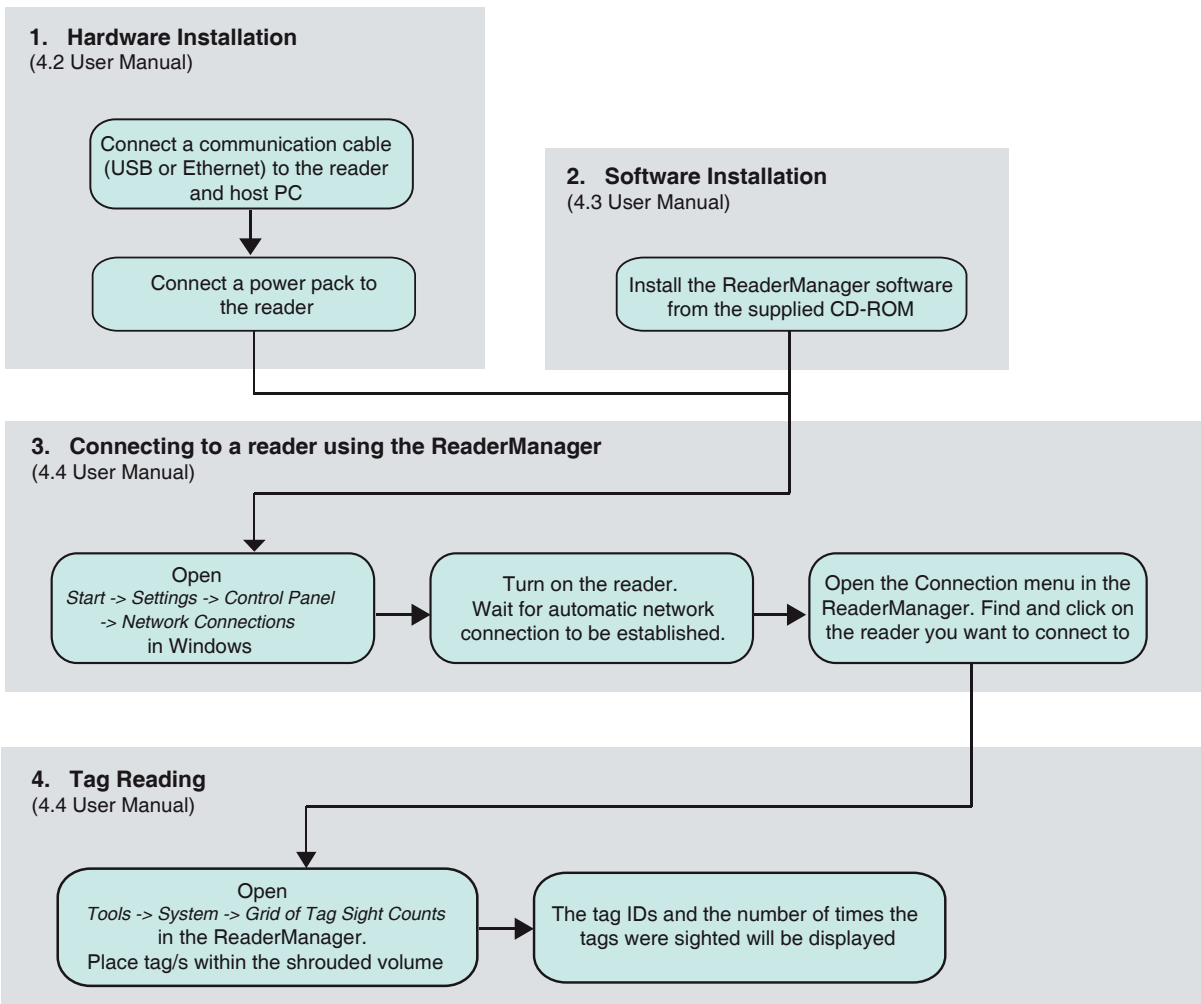 1. Hardware Installation
(4.2 User Manual)
Connect a communication cable
(USB or Ethernet) to the reader
and host PC
Connect a power pack to
the reader
2. Software Installation
(4.3 User Manual)
Install the ReaderManager software
from the supplied CD-ROM
3. Connecting to a reader using the ReaderManager
(4.4 User Manual)
Open
Start -> Settings -> Control Panel
-> Network Connections
in Windows
Turn on the reader.
Wait for automatic network
connection to be established.
Open the Connection menu in the
ReaderManager. Find and click on
the reader you want to connect to
4. Tag Reading
(4.4 User Manual)
Open
Tools -> System -> Grid of Tag Sight Counts
in the ReaderManager.
Place tag/s within the shrouded volume
The tag IDs and the number of times the
tags were sighted will be displayed